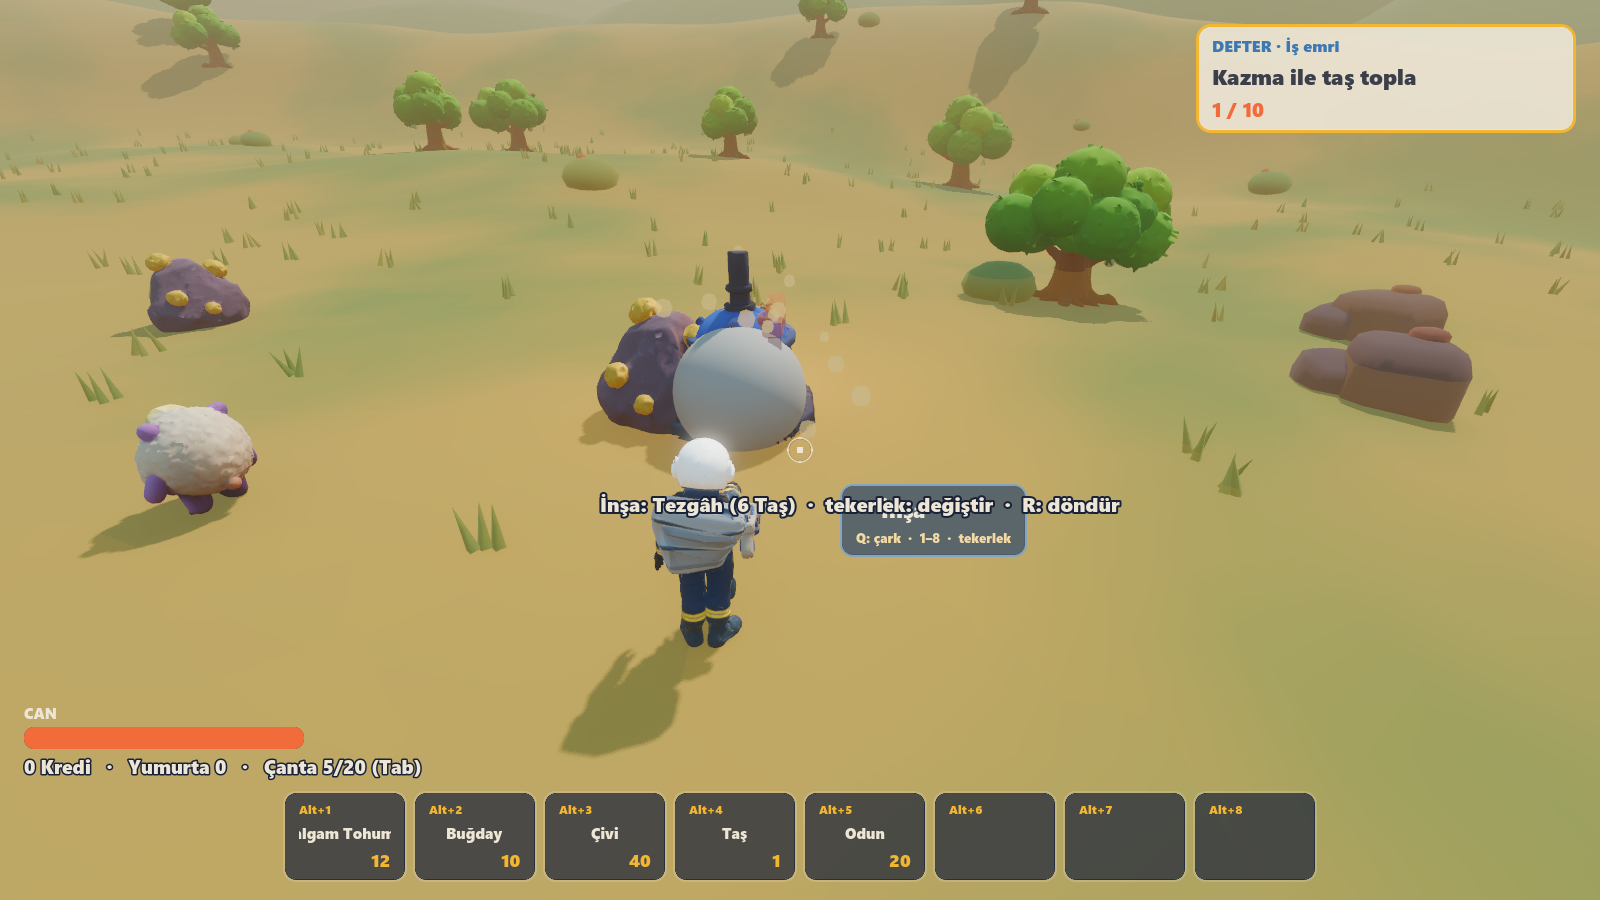 DEFTER · İş emri
Kazma ile taş topla
1 / 10
İnşa: Tezgâh (6 Taş) · tekerlek: değiştir · R: döndür
Q: çark · 1–8 · tekerlek
CAN
0 Kredi · Yumurta 0 · Çanta 5/20 (Tab)
Alt+1 Alt+2 Alt+3 Alt+4 Alt+5 Alt+6 Alt+7 Alt+8
Buğday Çivi Taş Odun
12 10 40 1 20